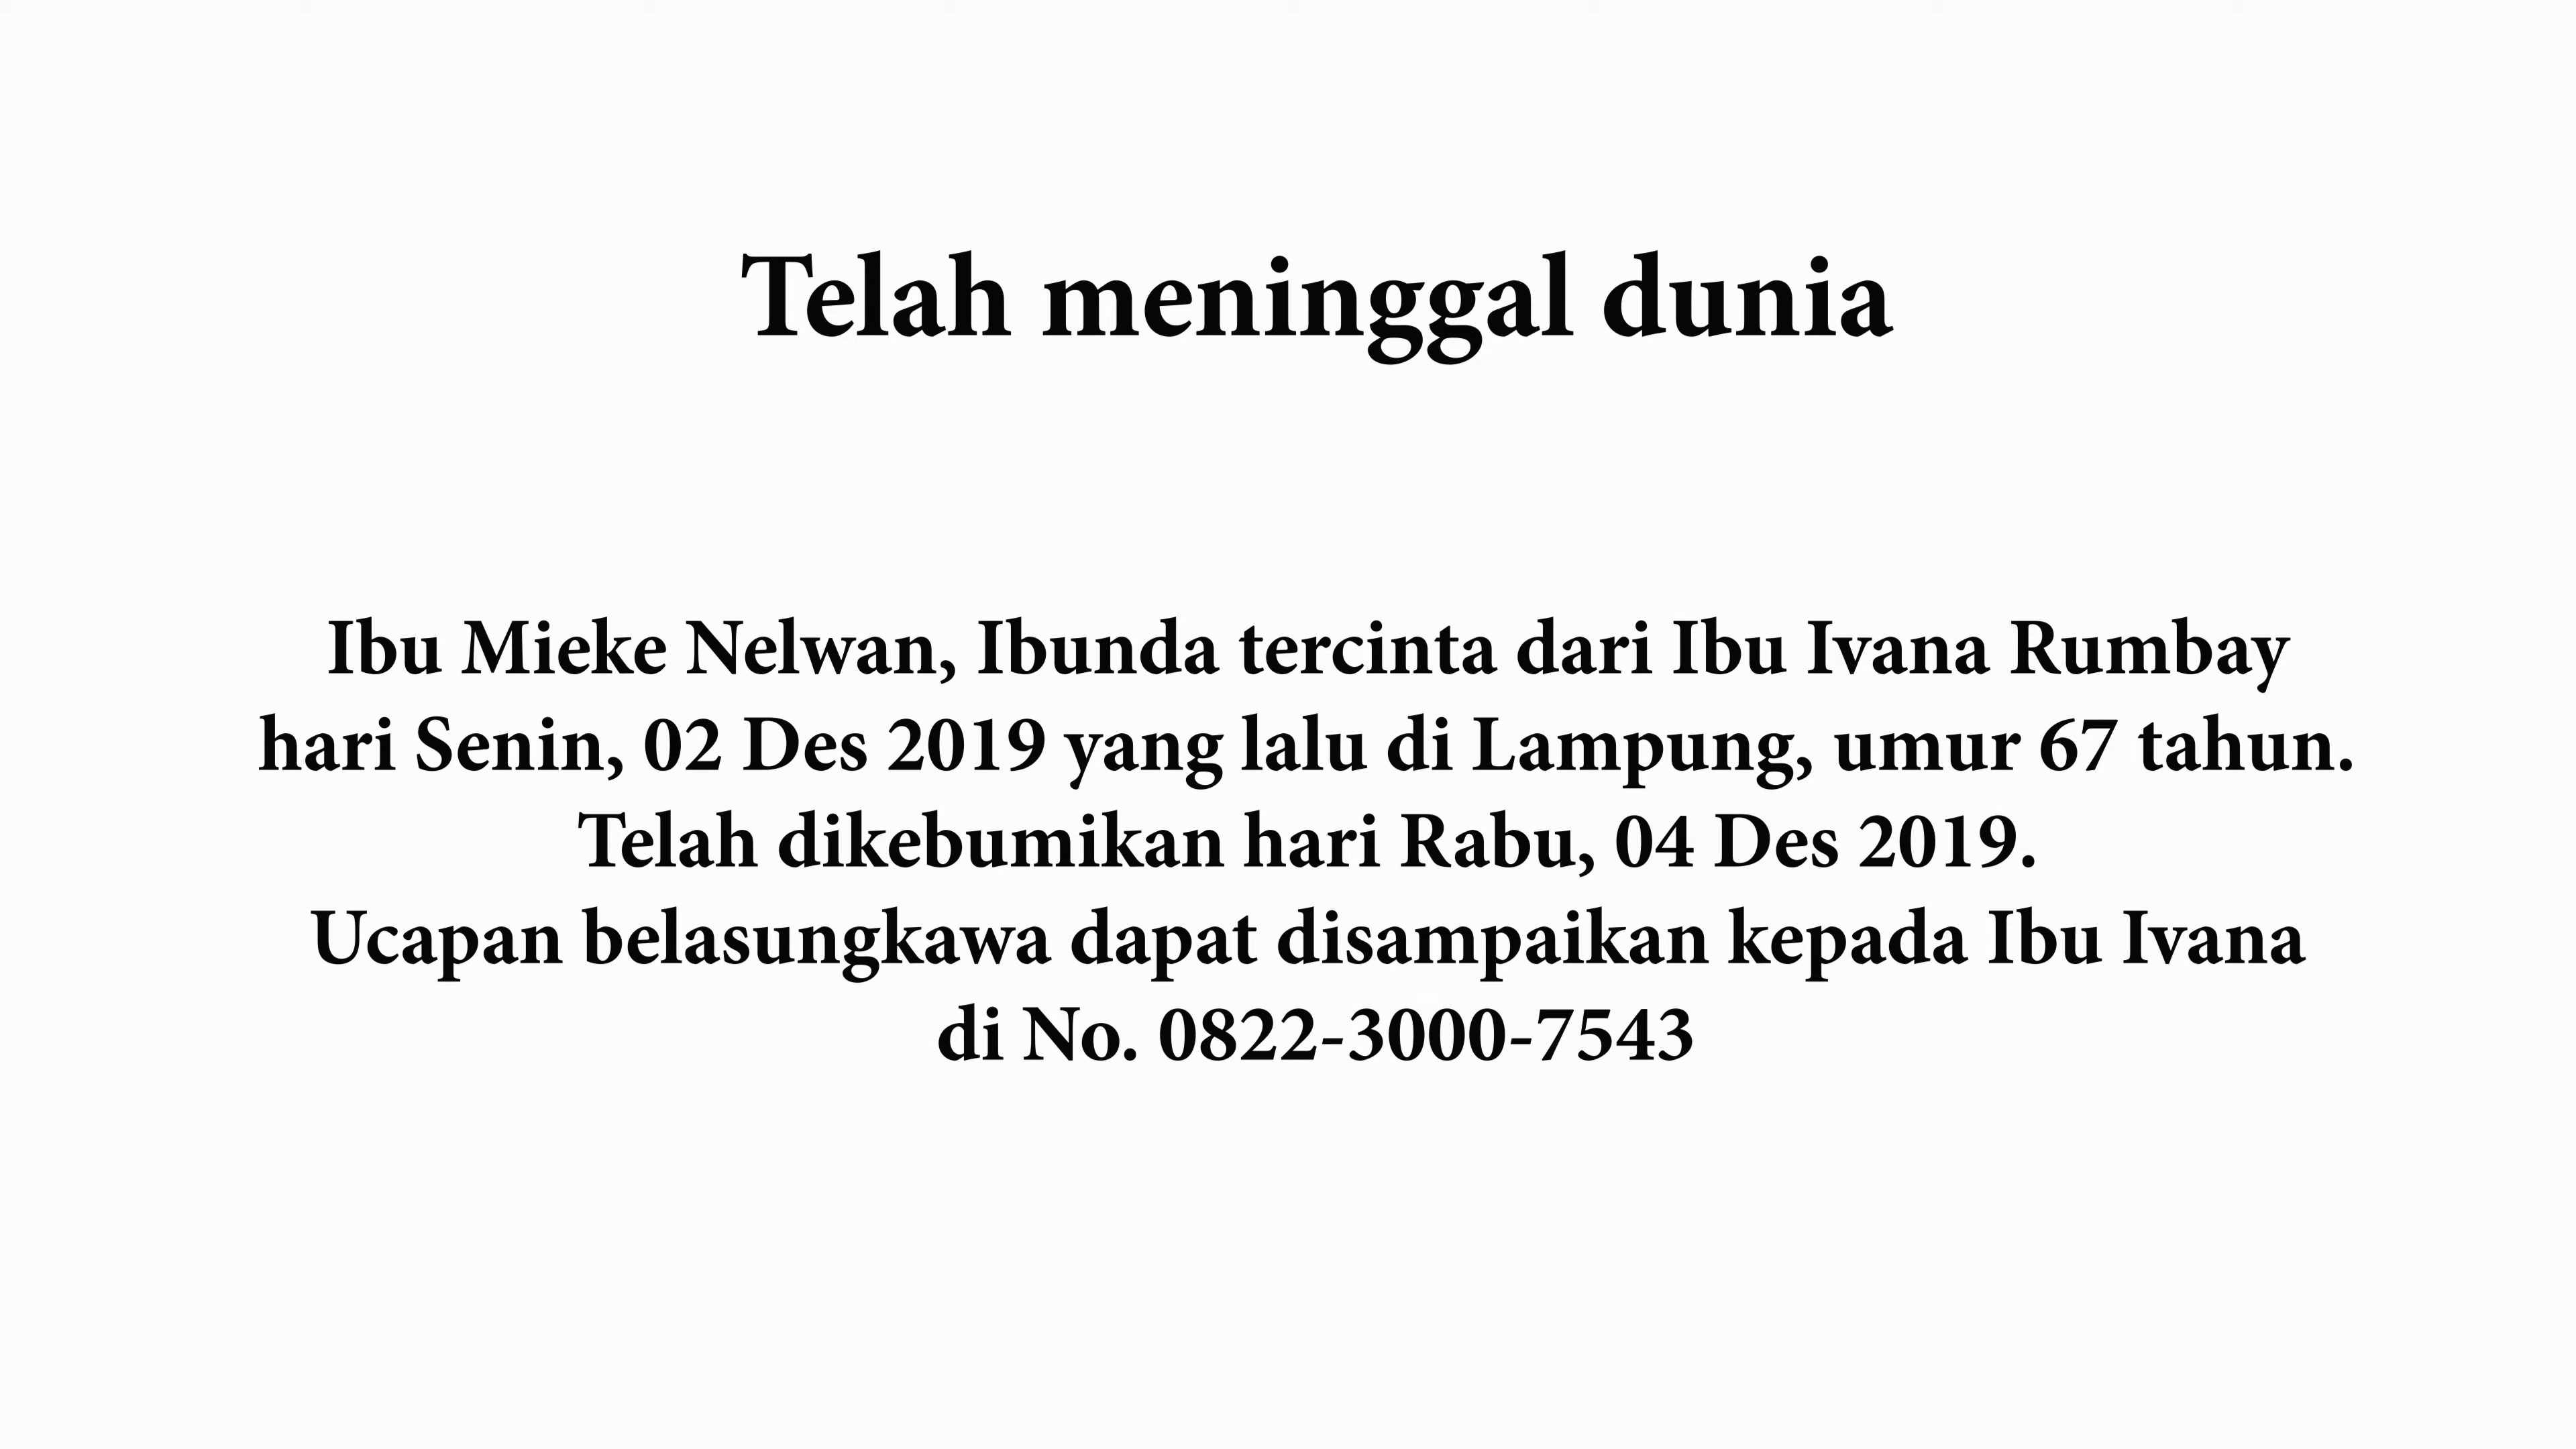 Telah meninggal dunia
Ibu Mieke Nelwan, Ibunda tercinta dari Ibu Ivana Rumbay
hari Senin, 02 Des 2019 yang lalu di Lampung, umur 67 tahun.
Telah dikebumikan hari Rabu, 04 Des 2019.
Ucapan belasungkawa dapat disampaikan kepada Ibu Ivana
di No. 0822-3000-7543